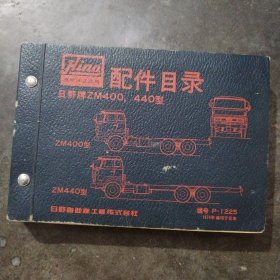 Hino
配件目录
日野牌ZM400, 440型
ZM400型
ZM440型
日野自動車工業株式会社
编号 P-1225